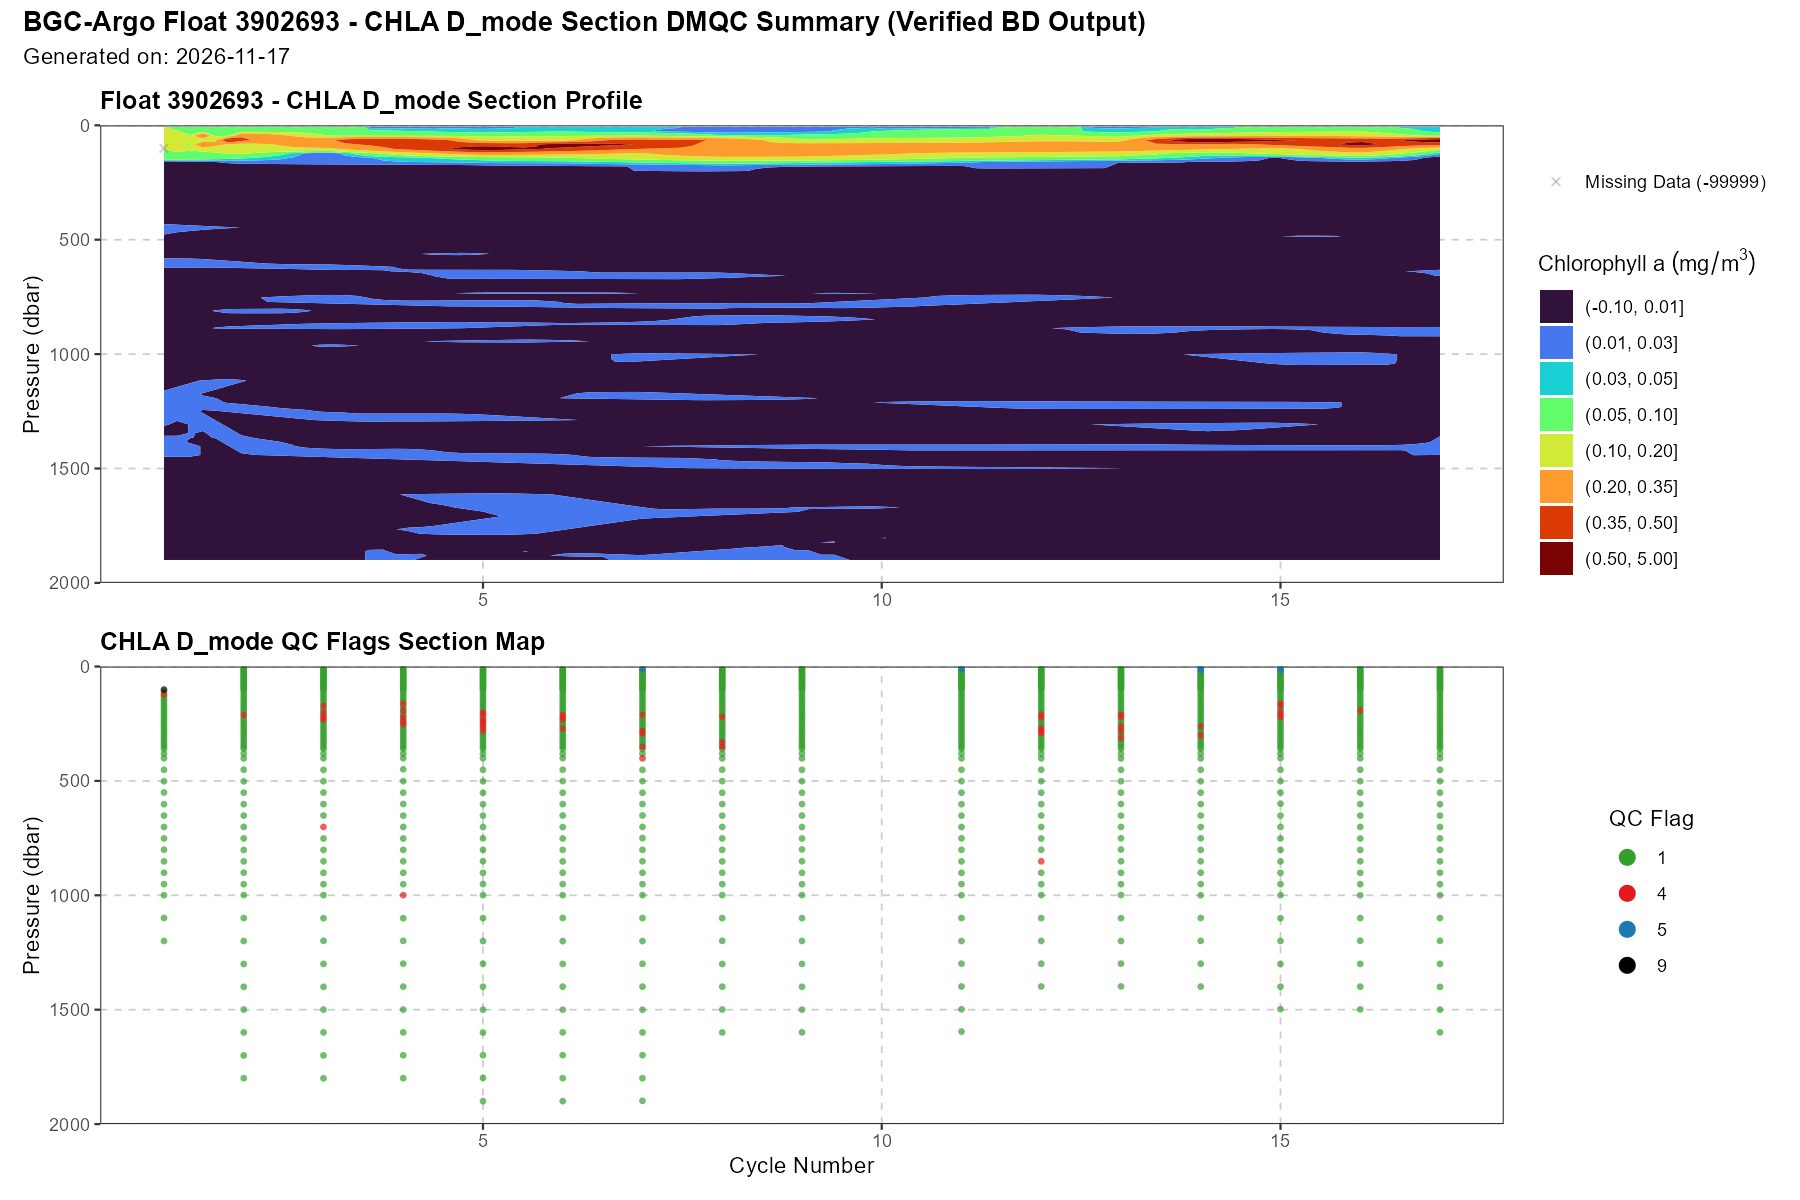 BGC-Argo Float 3902693 - CHLA D_mode Section DMQC Summary (Verified BD Output)
Generated on: 2026-11-17
Float 3902693 - CHLA D_mode Section Profile
0
500
1000
1500
2000
Pressure (dbar)
5
10
15
Missing Data (-99999)
Chlorophyll a (mg/m³)
(-0.10, 0.01]
(0.01, 0.03]
(0.03, 0.05]
(0.05, 0.10]
(0.10, 0.20]
(0.20, 0.35]
(0.35, 0.50]
(0.50, 5.00]
CHLA D_mode QC Flags Section Map
0
500
1000
1500
2000
Pressure (dbar)
5
10
15
Cycle Number
QC Flag
1
4
5
9